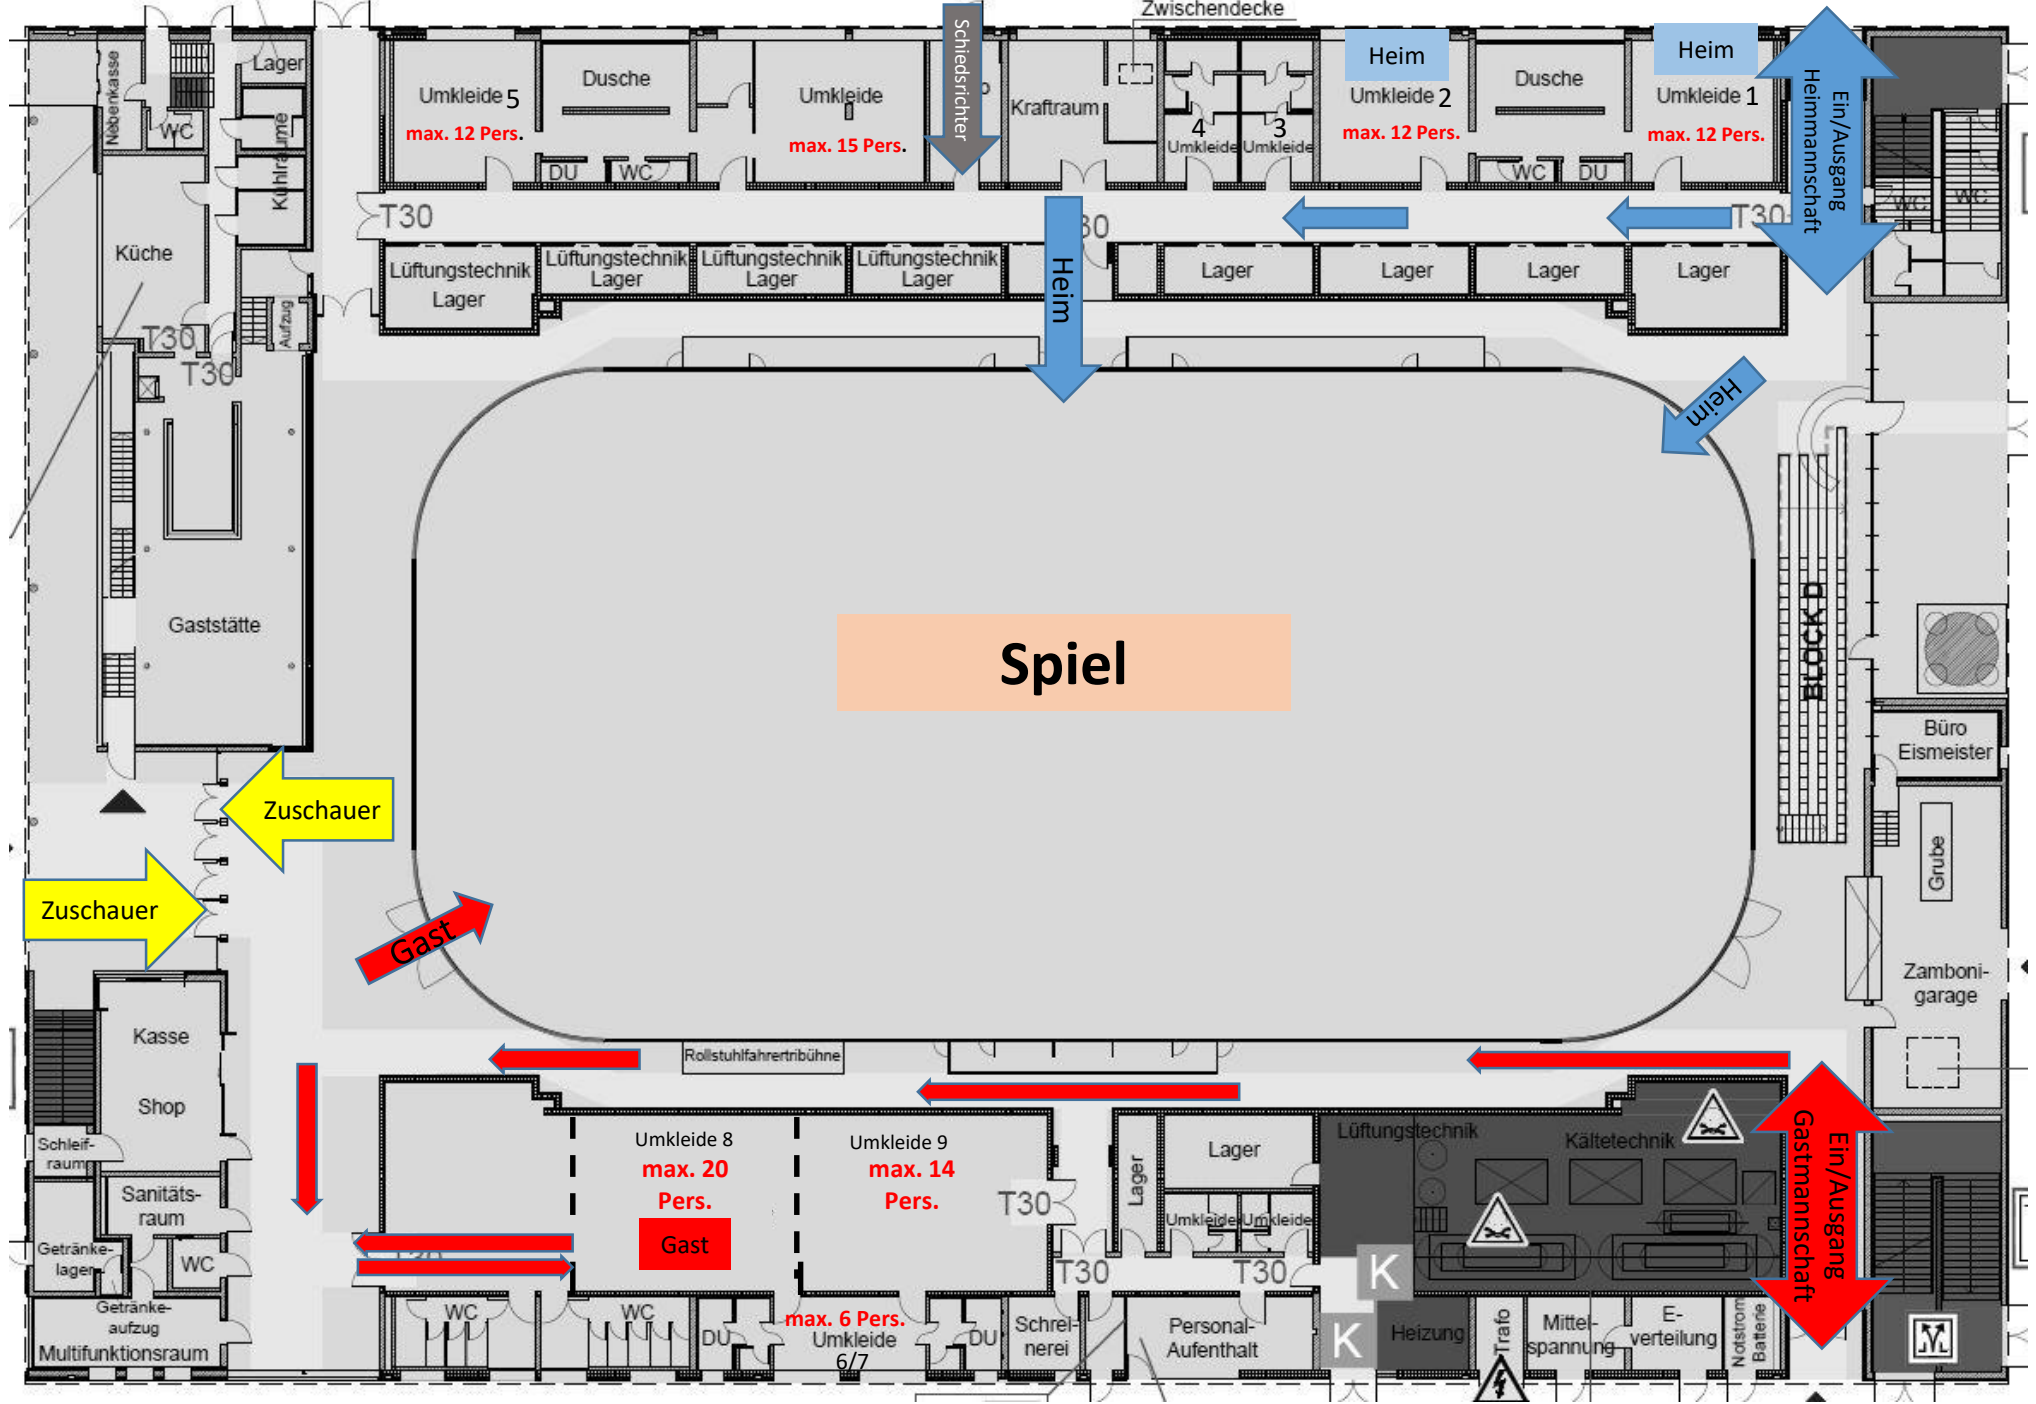 Zwischendecke
Nebenkasse
WC
Lager
Kühlräume
Umkleide 5
max. 12 Pers.
Dusche
DU
WC
Umkleide
max. 15 Pers.
Schiedsrichter
Kraftraum
4
Umkleide
3
Umkleide
Heim
Umkleide 2
max. 12 Pers.
Dusche
WC
DU
Heim
Umkleide 1
max. 12 Pers.
Ein/Ausgang
Heimmannschaft
WC
WC
T30
30
T30
Küche
Aufzug
T30
T30
Lüftungstechnik
Lager
Lüftungstechnik
Lager
Lüftungstechnik
Lager
Lüftungstechnik
Lager
Heim
Lager
Lager
Lager
Lager
Heim
Gaststätte
Spiel
BLOCK D
Büro
Eismeister
Zuschauer
Zuschauer
Grube
Gast
Zamboni-
garage
Kasse
Shop
Rollstuhlfahrertribühne
Schleif-
raum
Sanitäts-
raum
Getränke-
lager
WC
Getränke-
aufzug
Multifunktionsraum
Umkleide 8
max. 20
Pers.
Gast
Umkleide 9
max. 14
Pers.
T30
T30
Lager
Lager
Umkleide
Umkleide
T30
T30
Lüftungstechnik
Kältetechnik
K
K
Ein/Ausgang
Gastmannschaft
WC
WC
DU
max. 6 Pers.
Umkleide
6/7
DU
Schrei-
nerei
Personal-
Aufenthalt
Heizung
Trafo
Mittel-
spannung
E-
verteilung
Notstrom
Batterie